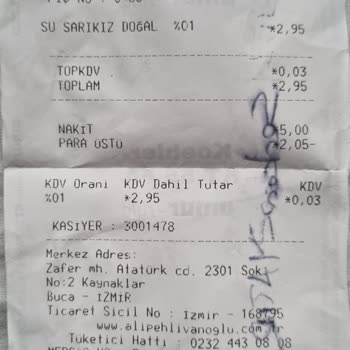 SU SARIKIZ DOĞAL %01 *2,95
TOPKDV *0,03
TOPLAM *2,95
NAKİT *5,00
PARA ÜSTÜ *2,05-
KDV Oranı KDV Dahil Tutar KDV
%01 *2,95 *0,03
KASİYER : 3001478
Merkez Adres:
Zafer mh. Atatürk cd. 2301 Sok
No:2 Kaynaklar
Buca - İZMİR
Ticaret Sicil No : Izmir - 168795
www.alipehlivanoglu.com.tr
Tüketici Hattı : 0232 443 08 08